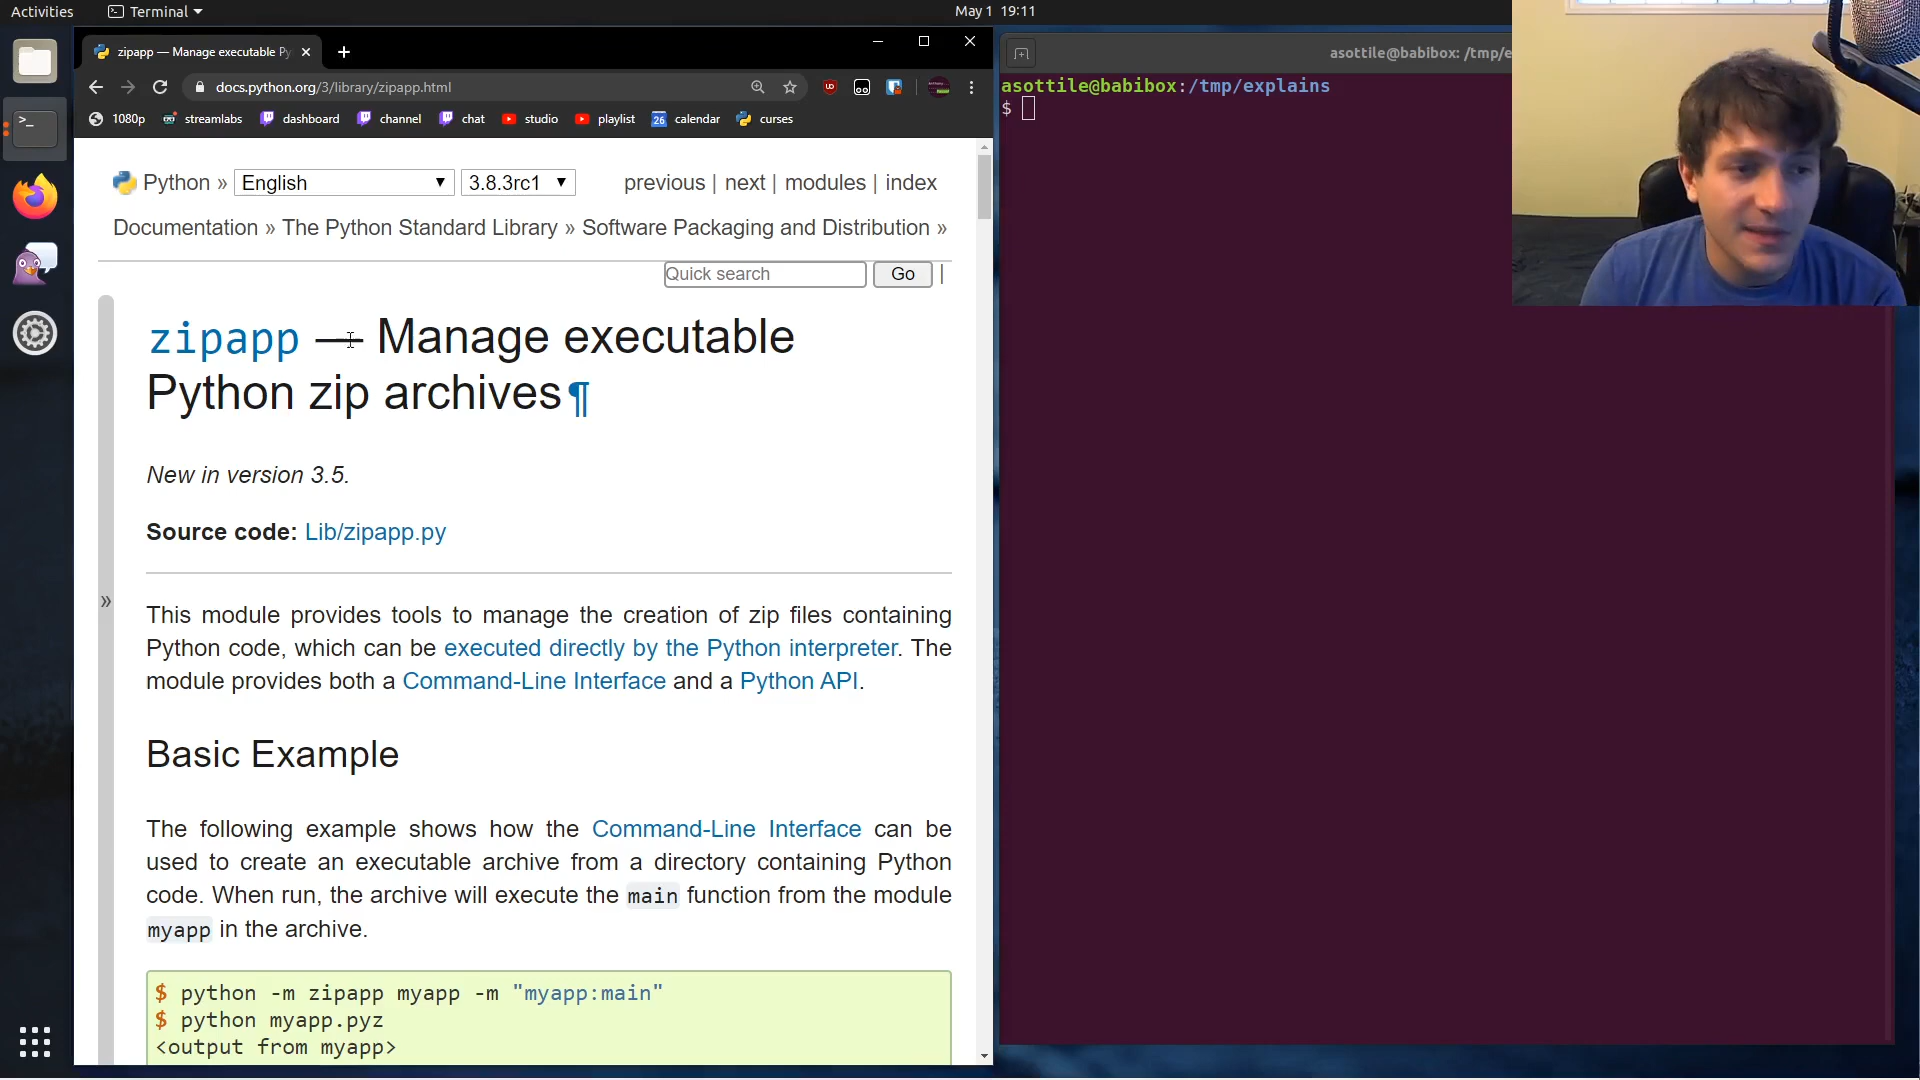 Activities
Terminal
May 1 19:11
zipapp — Manage executable Py
docs.python.org/3/library/zipapp.html
1080p
streamlabs
dashboard
channel
chat
studio
playlist
26
calendar
curses
Python »
English
3.8.3rc1
previous | next | modules | index
Documentation » The Python Standard Library » Software Packaging and Distribution »
Quick search
Go
|
zipapp — Manage executable
Python zip archives¶
New in version 3.5.
Source code: Lib/zipapp.py
»
This module provides tools to manage the creation of zip files containing
Python code, which can be executed directly by the Python interpreter. The
module provides both a Command-Line Interface and a Python API.
Basic Example
The following example shows how the Command-Line Interface can be
used to create an executable archive from a directory containing Python
code. When run, the archive will execute the main function from the module
myapp in the archive.
$ python -m zipapp myapp -m "myapp:main"
$ python myapp.pyz
<output from myapp>
asottile@babibox: /tmp/e
asottile@babibox:/tmp/explains
$